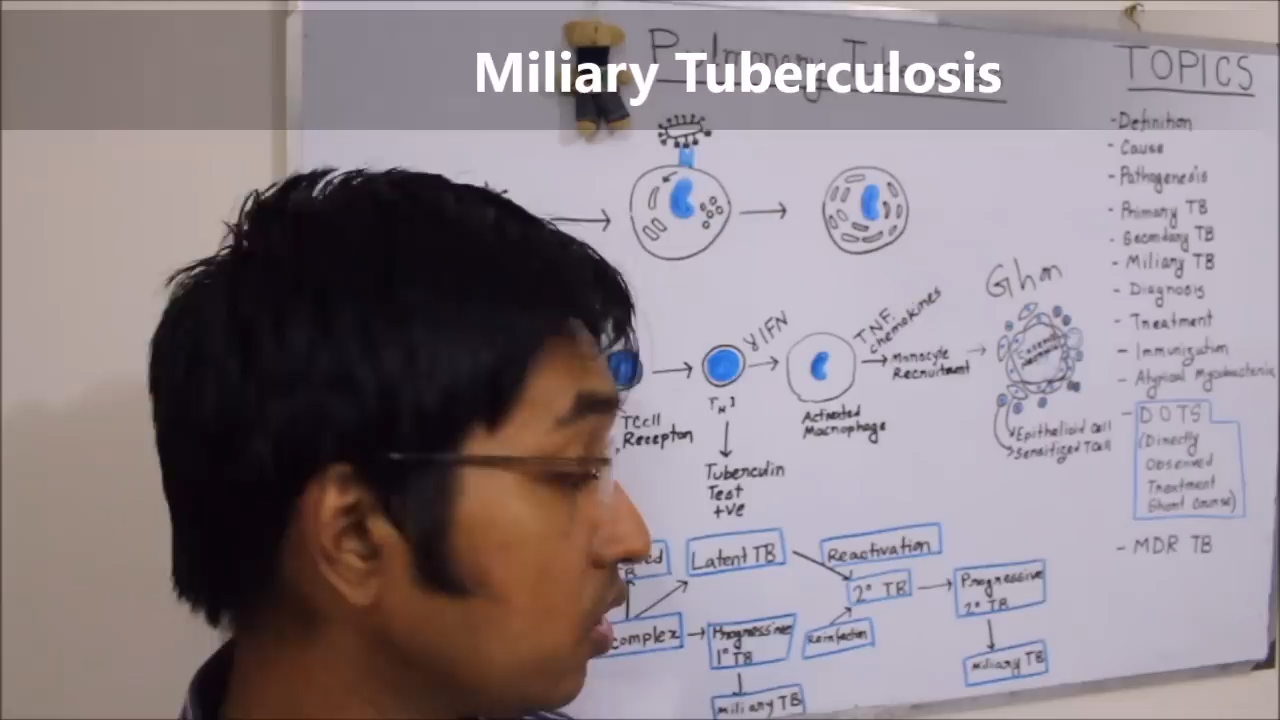 Miliary Tuberculosis
Pulmonary
TOPICS
- Definition
- Cause
- Pathogenesis
- Primary TB
- Secondary TB
- Miliary TB
- Diagnosis
- Treatment
- Immunization
- Atypical Mycobacteria
- DOTS
(Directly
Observed
Treatment
Short Course)
- MDR TB
Ghon
γIFN
TNF,
chemokines
Monocyte
Recruitment
TCell
Receptor
TH1
Activated
Macrophage
Epithelioid cell
Sensitized TCell
Tuberculin
Test
+ve
Latent TB
Reactivation
2° TB
Progressive
2° TB
complex
Progressive
1° TB
Reinfection
Miliary TB
miliary TB